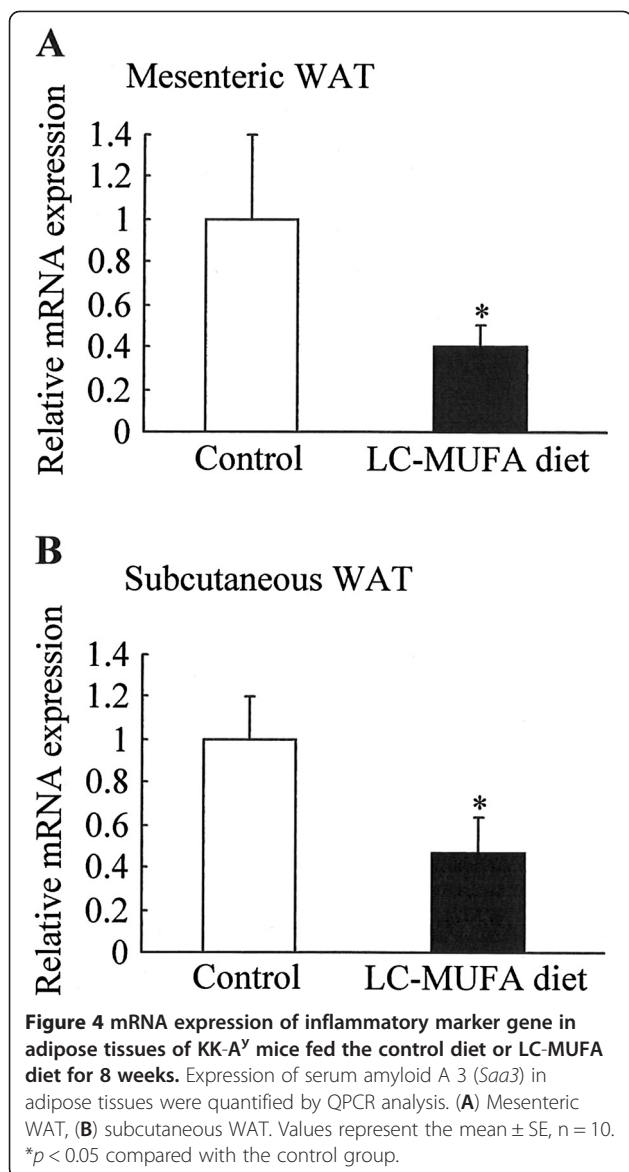 A
Mesenteric WAT
Relative mRNA expression
1.4
1.2
1
0.8
0.6
0.4
0.2
0
*
Control LC-MUFA diet
B
Subcutaneous WAT
Relative mRNA expression
1.4
1.2
1
0.8
0.6
0.4
0.2
0
*
Control LC-MUFA diet
Figure 4 mRNA expression of inflammatory marker gene in
adipose tissues of KK-Aʸ mice fed the control diet or LC-MUFA
diet for 8 weeks. Expression of serum amyloid A 3 (Saa3) in
adipose tissues were quantified by QPCR analysis. (A) Mesenteric
WAT, (B) subcutaneous WAT. Values represent the mean ± SE, n = 10.
*p < 0.05 compared with the control group.